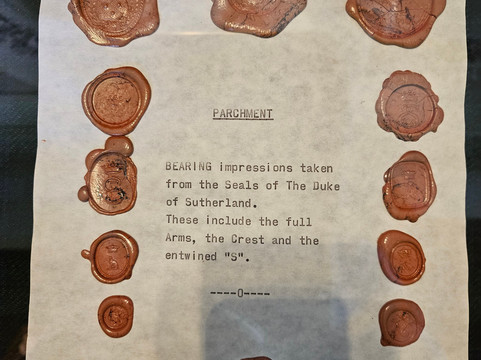 PARCHMENT
BEARING impressions taken
from the Seals of The Duke
of Sutherland.
These include the full
Arms, the Crest and the
entwined "S".
----O----